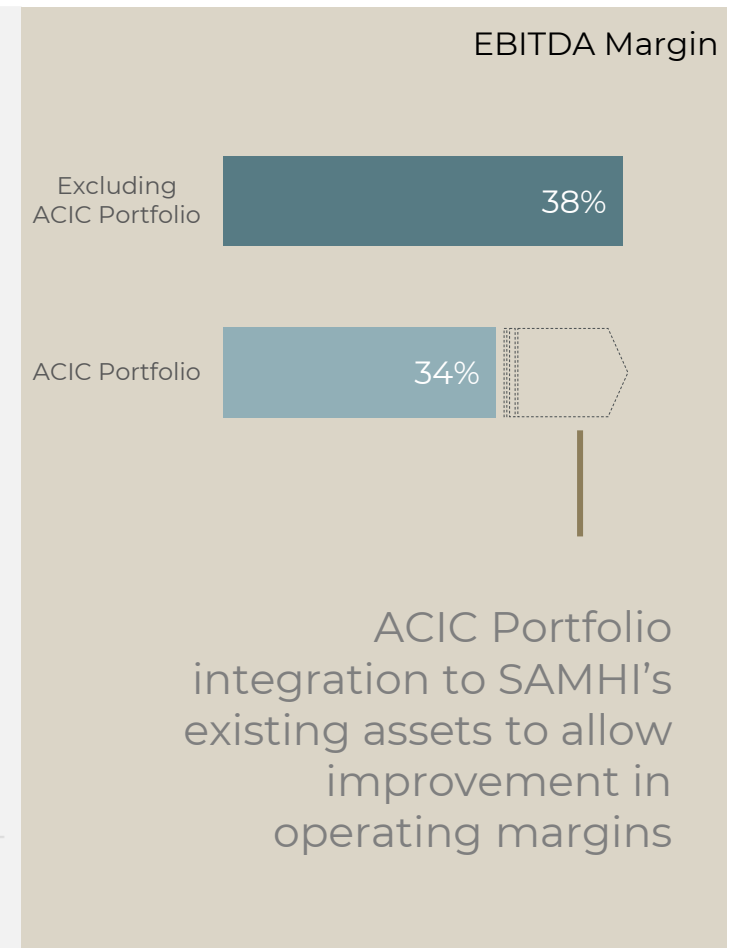 EBITDA Margin
Excluding
ACIC Portfolio
38%
ACIC Portfolio
34%
ACIC Portfolio
integration to SAMHI’s
existing assets to allow
improvement in
operating margins